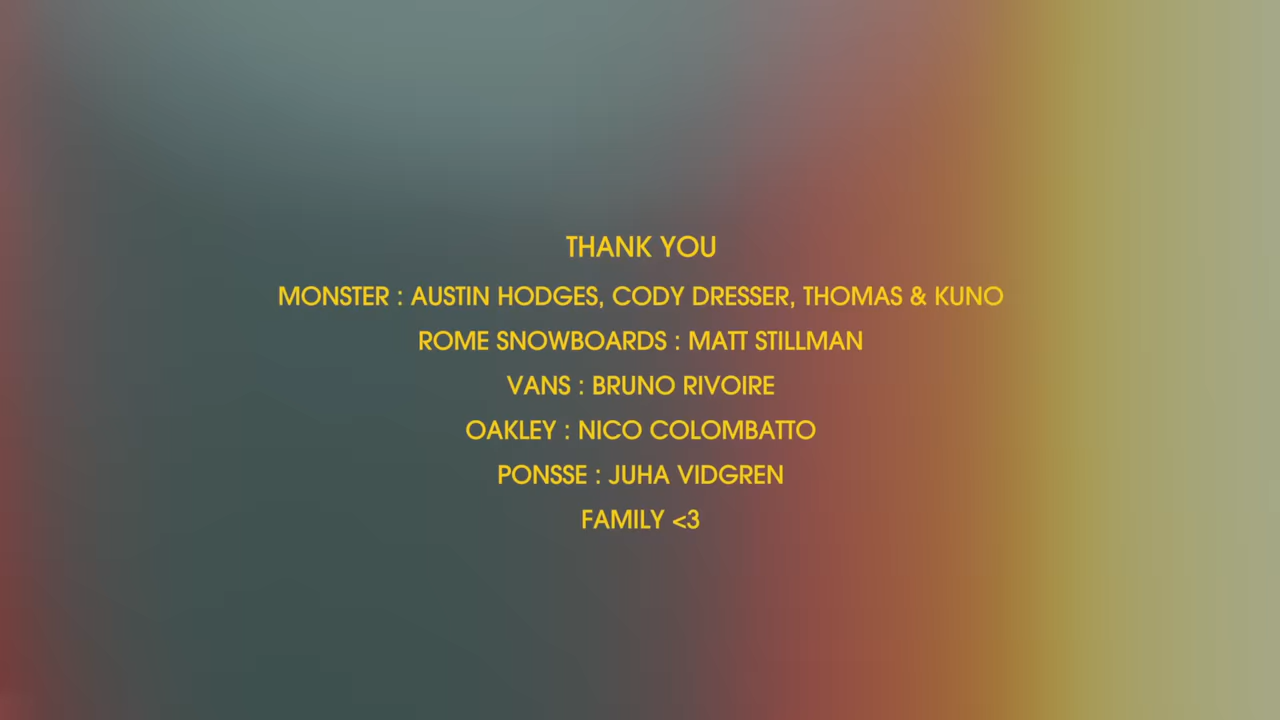 THANK YOU
MONSTER : AUSTIN HODGES, CODY DRESSER, THOMAS & KUNO
ROME SNOWBOARDS : MATT STILLMAN
VANS : BRUNO RIVOIRE
OAKLEY : NICO COLOMBATTO
PONSSE : JUHA VIDGREN
FAMILY <3